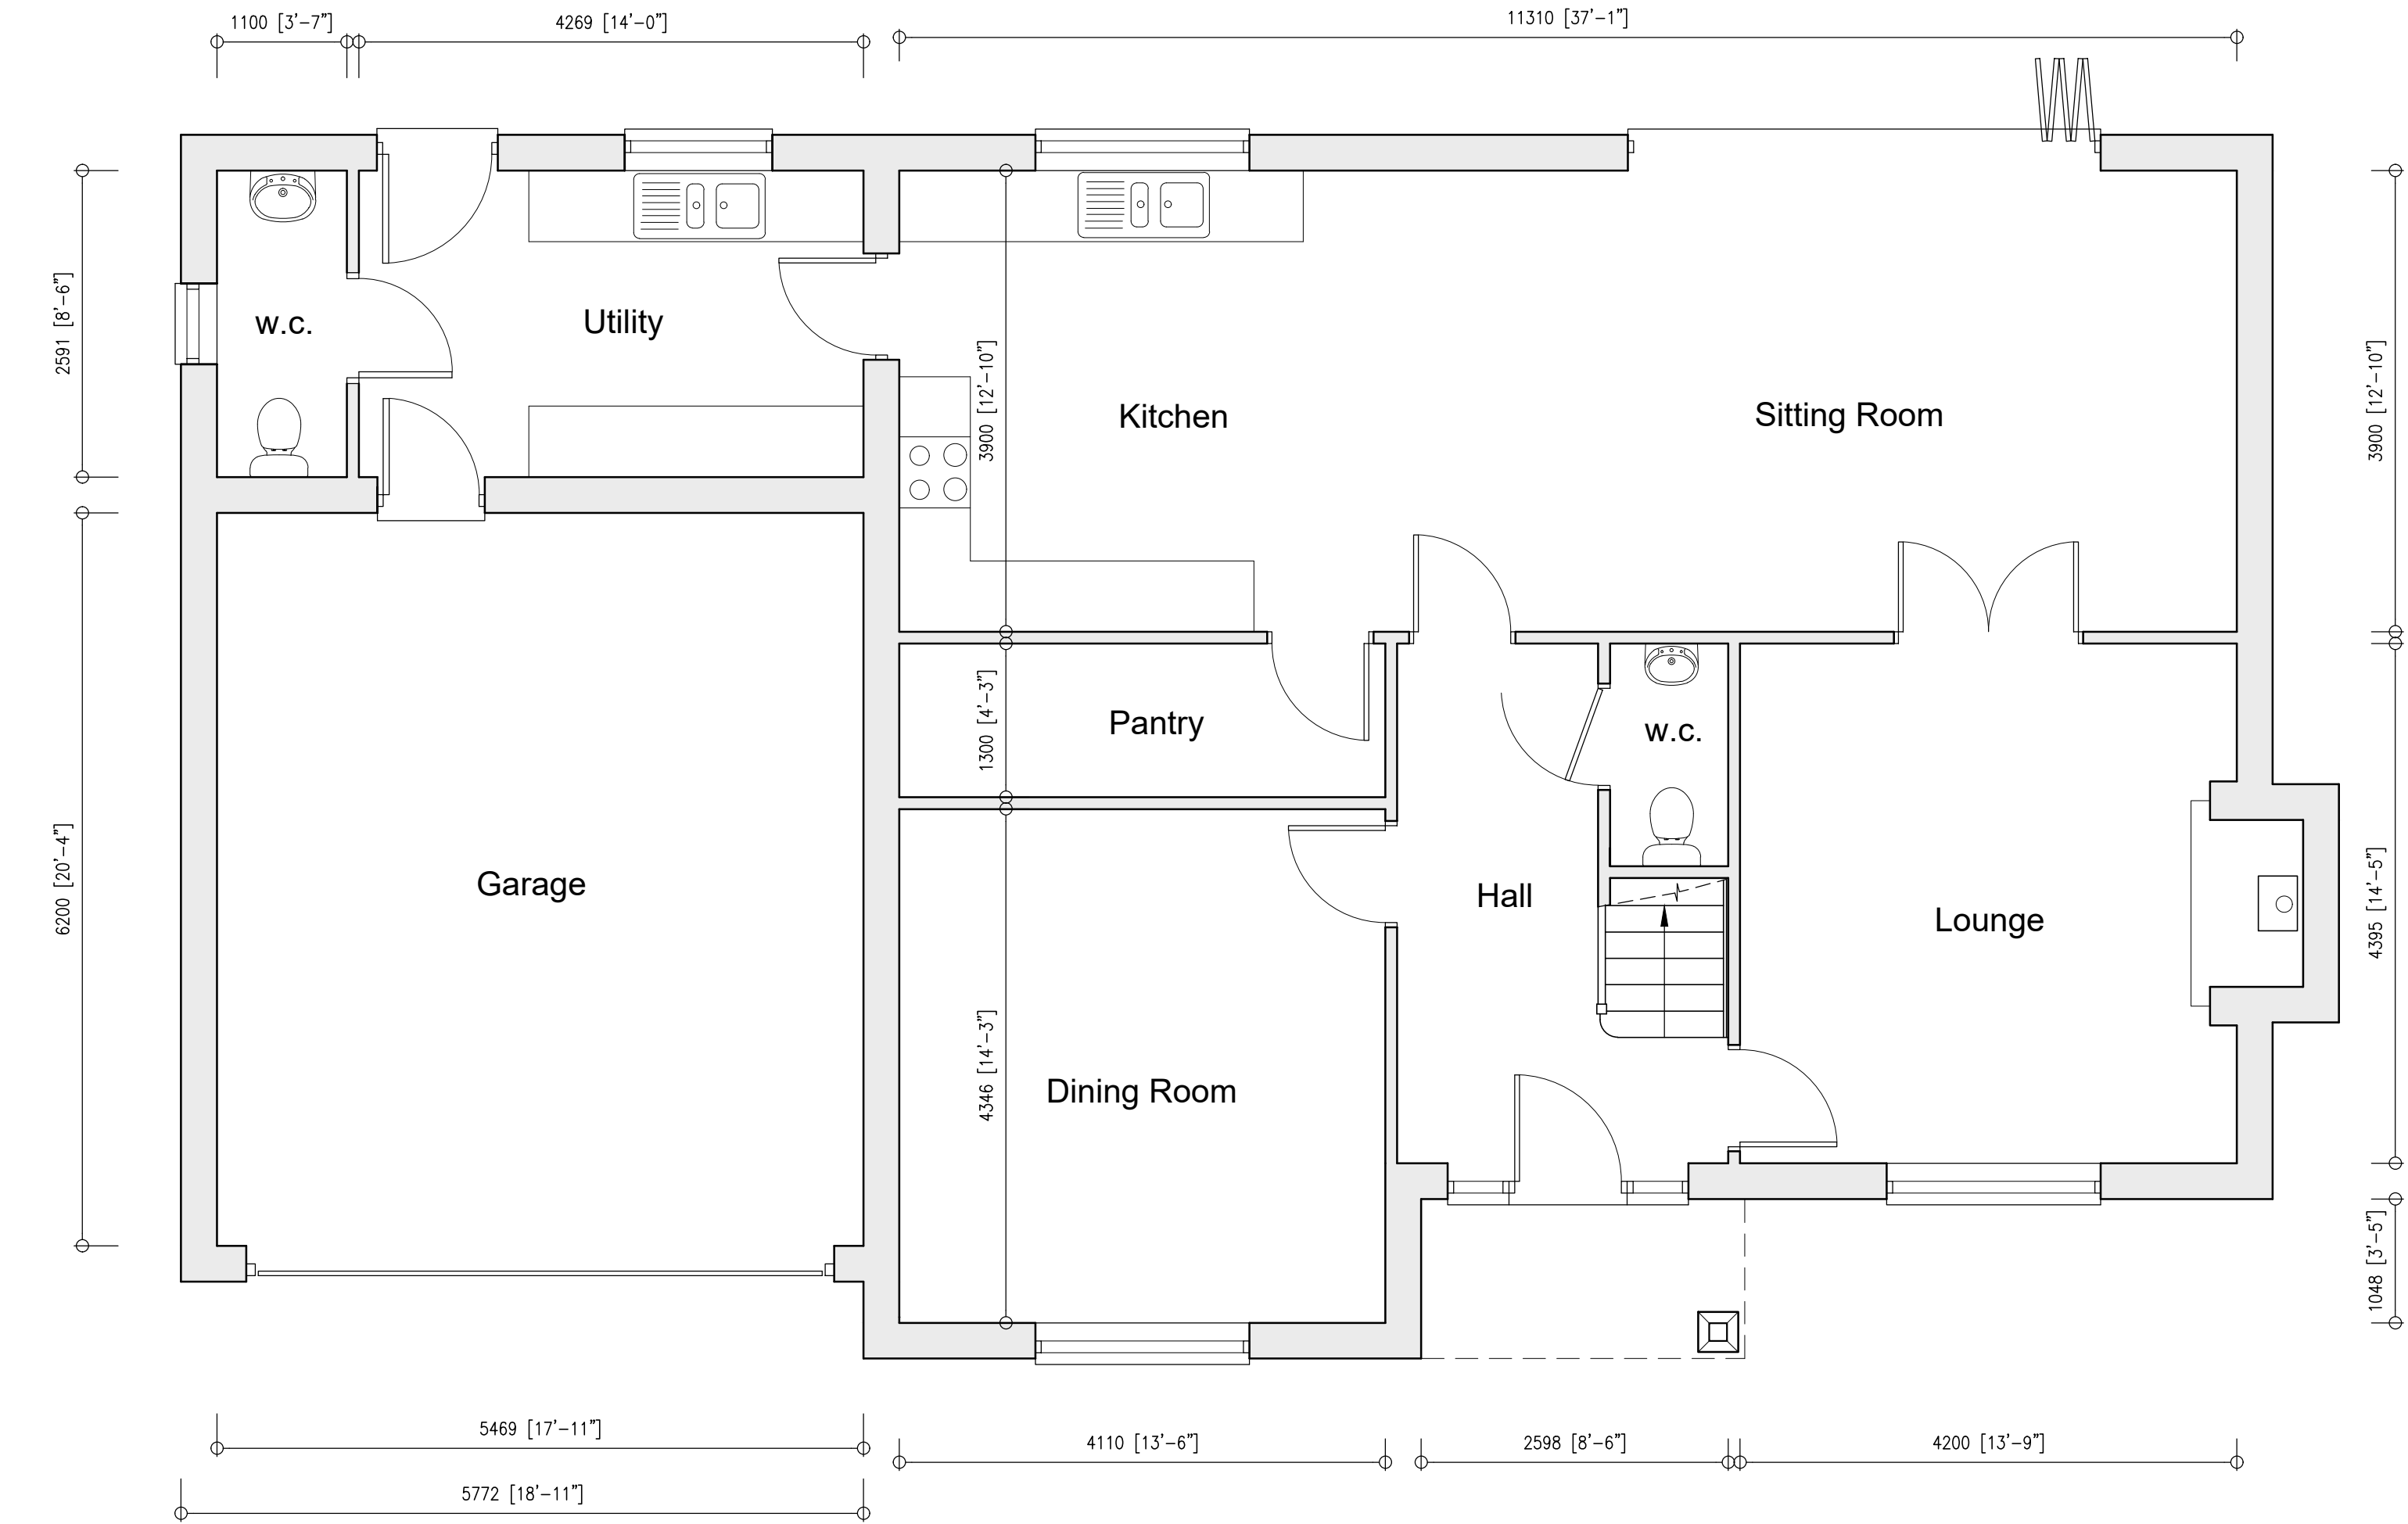 1100 [3'-7"]
4269 [14'-0"]
11310 [37'-1"]
2591 [8'-6"]
w.c.
Utility
3900 [12'-10"]
Kitchen
Sitting Room
3900 [12'-10"]
1300 [4'-3"]
Pantry
w.c.
6200 [20'-4"]
Garage
Hall
Lounge
4395 [14'-5"]
4346 [14'-3"]
Dining Room
1048 [3'-5"]
5469 [17'-11"]
4110 [13'-6"]
2598 [8'-6"]
4200 [13'-9"]
5772 [18'-11"]